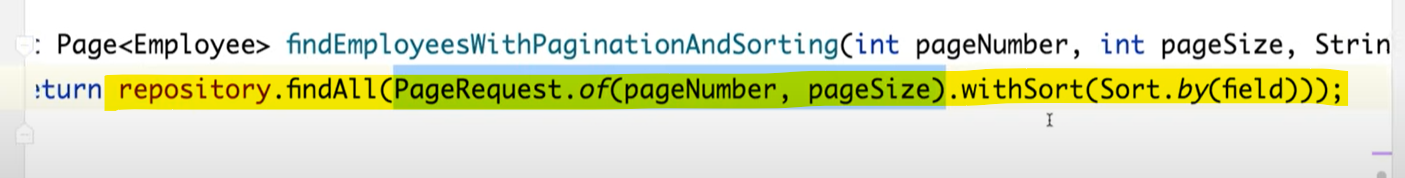 : Page<Employee> findEmployeesWithPaginationAndSorting(int pageNumber, int pageSize, Strin
eturn repository.findAll(PageRequest.of(pageNumber, pageSize).withSort(Sort.by(field)));